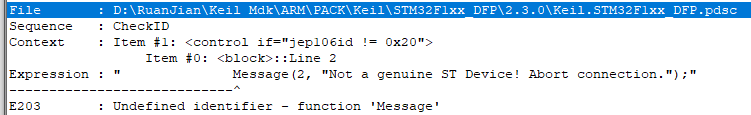 File : D:\RuanJian\Keil Mdk\ARM\PACK\Keil\STM32F1xx_DFP\2.3.0\Keil.STM32F1xx_DFP.pdsc
Sequence : CheckID
Context : Item #1: <control if="jep106id != 0x20">
Item #0: <block>::Line 2
Expression : " Message(2, "Not a genuine ST Device! Abort connection.");"
----------------------------^
E203 : Undefined identifier - function 'Message'